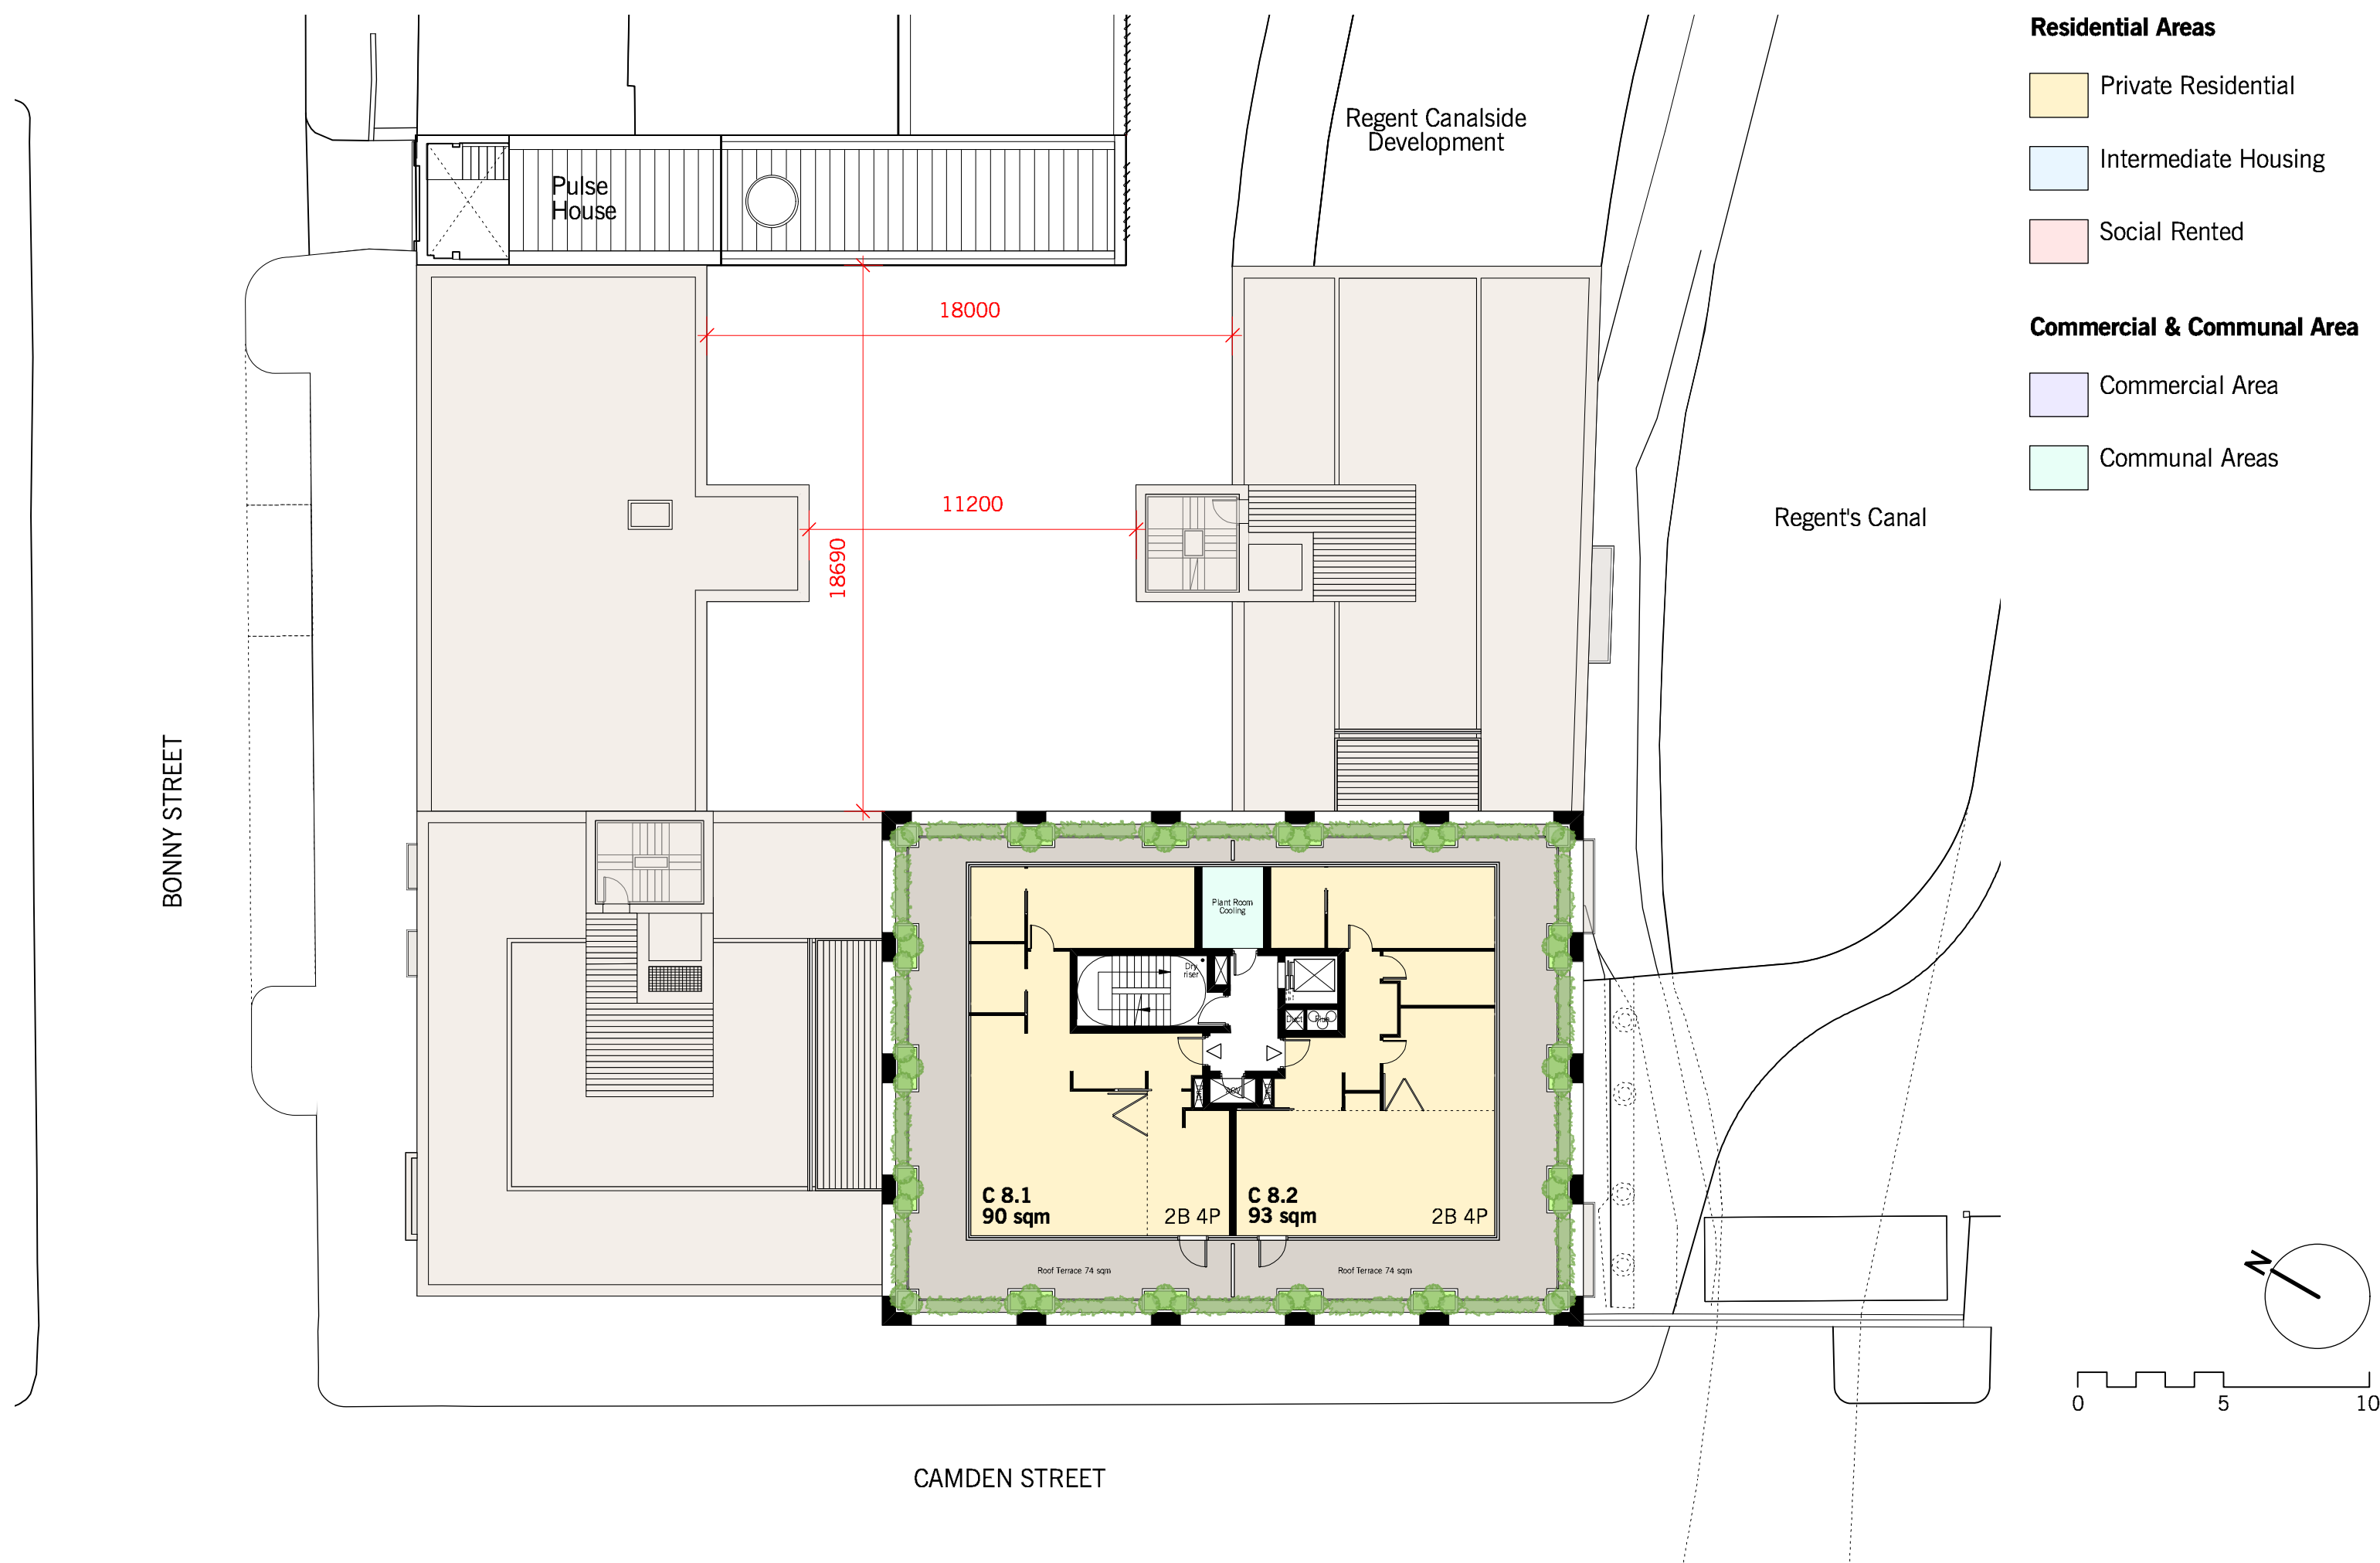 Residential Areas
Private Residential
Intermediate Housing
Social Rented
Commercial & Communal Area
Commercial Area
Communal Areas
Regent Canalside
Development
Pulse
House
18000
11200
18690
Regent's Canal
BONNY STREET
Plant Room
Cooling
Dry
riser
C 8.1
90 sqm
2B 4P
C 8.2
93 sqm
2B 4P
Roof Terrace 74 sqm
Roof Terrace 74 sqm
N
0 5 10
CAMDEN STREET